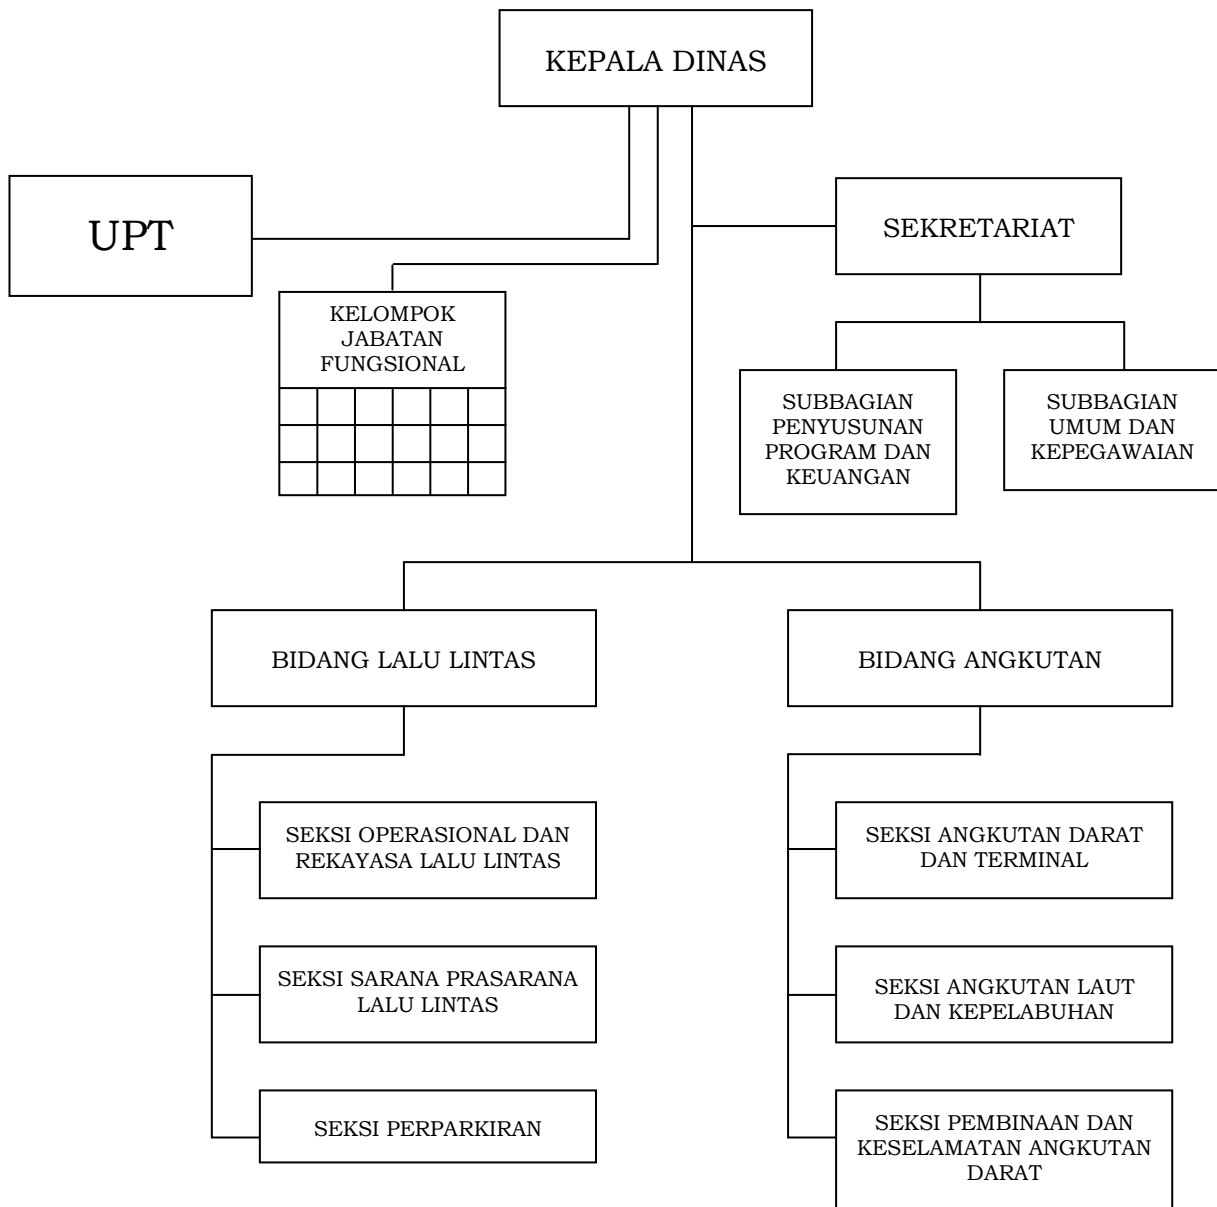 KEPALA DINAS
UPT
SEKRETARIAT
KELOMPOK
JABATAN
FUNGSIONAL
SUBBAGIAN
PENYUSUNAN
PROGRAM DAN
KEUANGAN
SUBBAGIAN
UMUM DAN
KEPEGAWAIAN
BIDANG LALU LINTAS
BIDANG ANGKUTAN
SEKSI OPERASIONAL DAN
REKAYASA LALU LINTAS
SEKSI ANGKUTAN DARAT
DAN TERMINAL
SEKSI SARANA PRASARANA
LALU LINTAS
SEKSI ANGKUTAN LAUT
DAN KEPELABUHAN
SEKSI PERPARKIRAN
SEKSI PEMBINAAN DAN
KESELAMATAN ANGKUTAN
DARAT